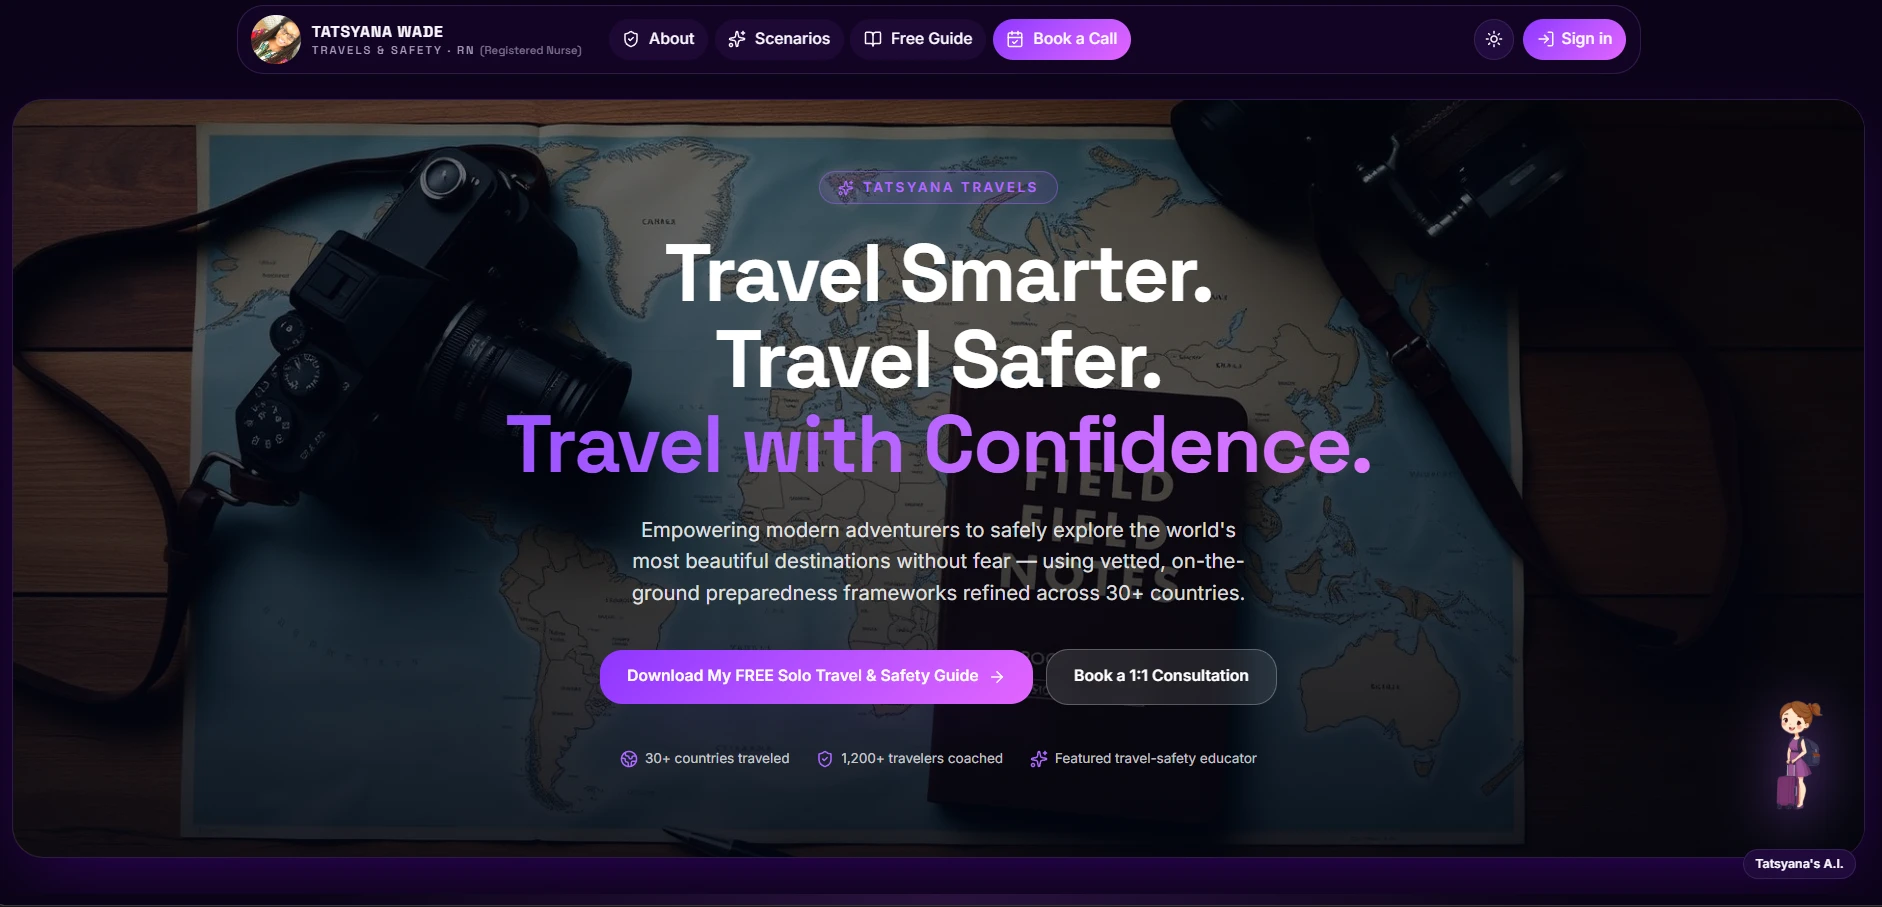 TATSYANA WADE
TRAVELS & SAFETY · RN (Registered Nurse)
About
Scenarios
Free Guide
Book a Call
Sign in
TATSYANA TRAVELS
Travel Smarter.
Travel Safer.
Travel with Confidence.
FIELD
FIELD
NOTES
Empowering modern adventurers to safely explore the world's
most beautiful destinations without fear — using vetted, on-the-
ground preparedness frameworks refined across 30+ countries.
Download My FREE Solo Travel & Safety Guide
Book a 1:1 Consultation
30+ countries traveled
1,200+ travelers coached
Featured travel-safety educator
Tatsyana's A.I.